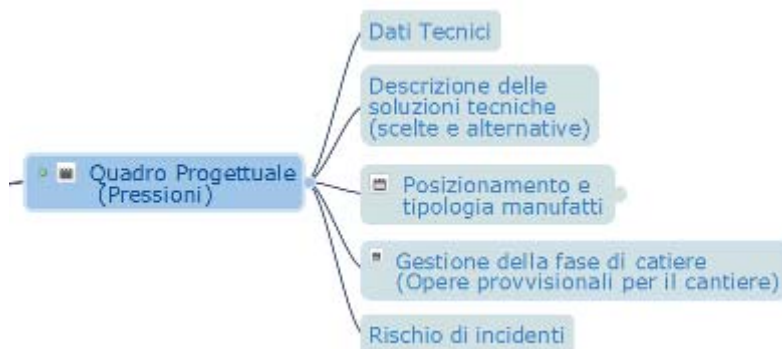 Dati Tecnici
Descrizione delle
soluzioni tecniche
(scelte e alternative)
Quadro Progettuale
(Pressioni)
Posizionamento e
tipologia manufatti
Gestione della fase di catiere
(Opere provvisionali per il cantiere)
Rischio di incidenti